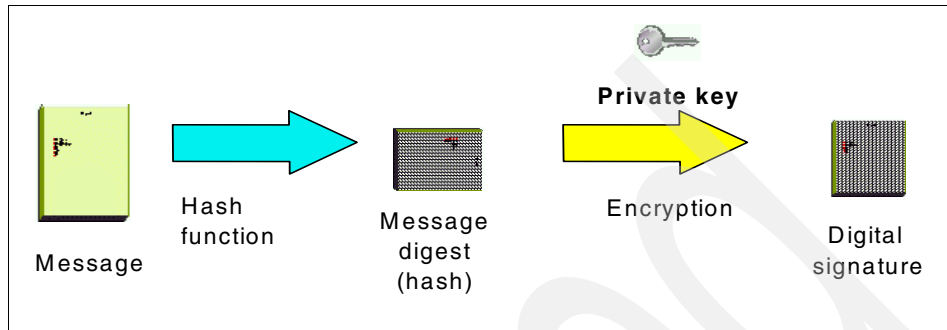 Private key
Message
Hash
function
Message
digest
(hash)
Encryption
Digital
signature